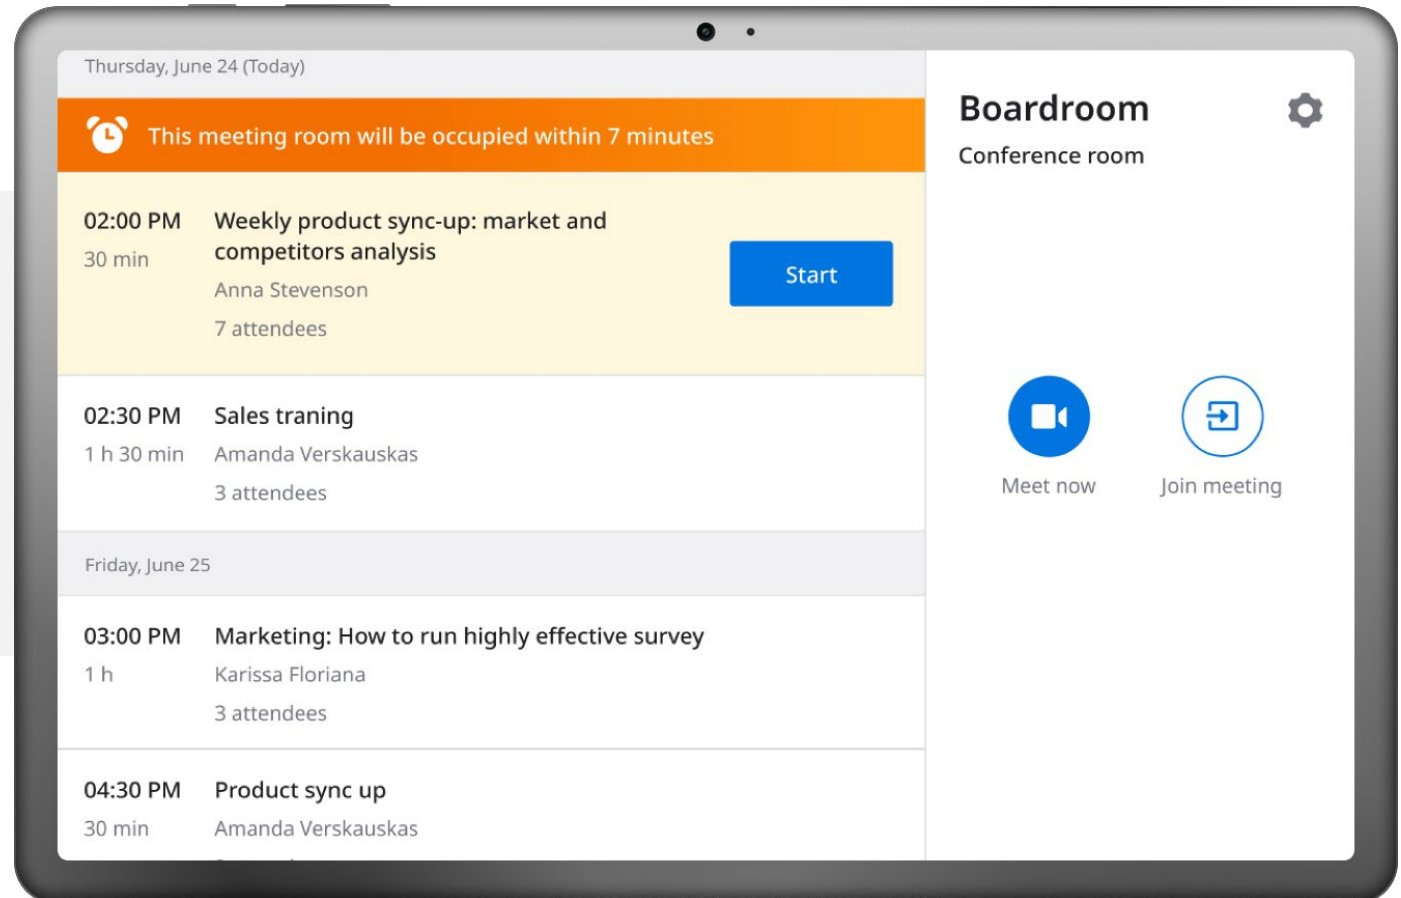 Thursday, June 24 (Today)
This meeting room will be occupied within 7 minutes
02:00 PM
30 min
Weekly product sync-up: market and
competitors analysis
Anna Stevenson
7 attendees
Start
02:30 PM
1 h 30 min
Sales traning
Amanda Verskauskas
3 attendees
Friday, June 25
03:00 PM
1 h
Marketing: How to run highly effective survey
Karissa Floriana
3 attendees
04:30 PM
30 min
Product sync up
Amanda Verskauskas
Boardroom
Conference room
Meet now
Join meeting